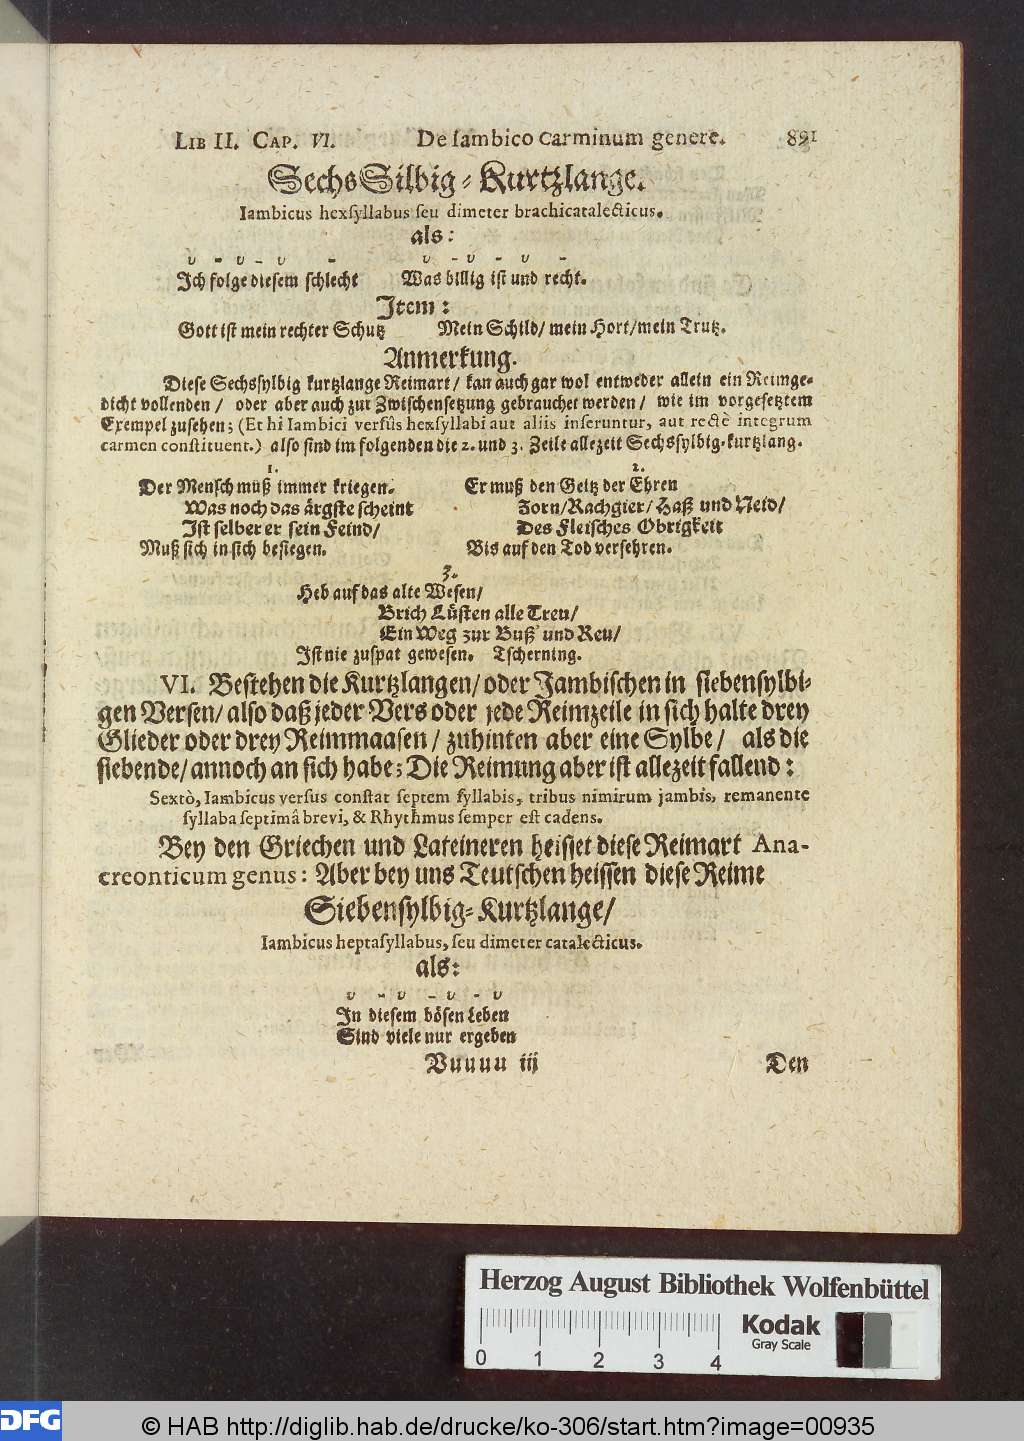 LIB II. CAP. VI. De Iambico Carminum genere. 891
Sechs Silbig-Kurtzlange.
Iambicus hexſyllabus ſeu dimeter brachicatalecticus.
als:
υ - υ - υ - υ - υ - υ -
Ich folge dieſem ſchlecht Was billig iſt und recht.
Item:
Gott iſt mein rechter Schutz Mein Schild/ mein Hort/mein Trutz.
Anmerkung.
Dieſe Sechsſylbig kurtzlange Reimart/ kan auch gar wol entweder allein ein Reimge-
dicht vollenden/ oder aber auch zur Zwiſchenſetzung gebrauchet werden/ wie im vorgeſetztem
Exempel zuſehen; (Et hi Iambici verſûs hexſyllabi aut aliis inſeruntur, aut rectè integrum
carmen conſtituent.) alſo ſind im folgenden die 2. und 3. Zeile allezeit Sechsſylbig-kurtzlang.
1. 2.
Der Menſch muß immer kriegen. Er muß den Geitz der Ehren
Was noch das ärgſte ſcheint Zorn/Rachgier/Haß und Neid/
Iſt ſelber er ſein Feind/ Des Fleiſches Obrigkeit
Muß ſich in ſich beſiegen. Bis auf den Tod verſehren.
3.
Heb auf das alte Weſen/
Brich Lüſten alle Treu/
Ein Weg zur Buß und Reu/
Iſt nie zuſpat geweſen. Tſcherning.
VI. Beſtehen die Kurtzlangen/oder Jambiſchen in ſiebenſylbi-
gen Verſen/alſo daß jeder Vers oder jede Reimzeile in ſich halte drey
Glieder oder drey Reimmaaſen/ zuhinten aber eine Sylbe/ als die
ſiebende/annoch an ſich habe; Die Reimung aber iſt allezeit fallend:
Sextò, Iambicus verſus conſtat ſeptem ſyllabis, tribus nimirum jambis, remanente
ſyllaba ſeptimâ brevi, & Rhythmus ſemper eſt cadens.
Bey den Griechen und Lateineren heiſſet dieſe Reimart Ana-
creonticum genus: Aber bey uns Teutſchen heiſſen dieſe Reime
Siebenſylbig-Kurtzlange/
Iambicus heptaſyllabus, ſeu dimeter catalecticus.
als:
υ - υ - υ - υ
In dieſem böſen Leben
Sind viele nur ergeben
Vuuuu iij Den
Herzog August Bibliothek Wolfenbüttel
Kodak
Gray Scale
0 1 2 3 4
DFG
© HAB http://diglib.hab.de/drucke/ko-306/start.htm?image=00935